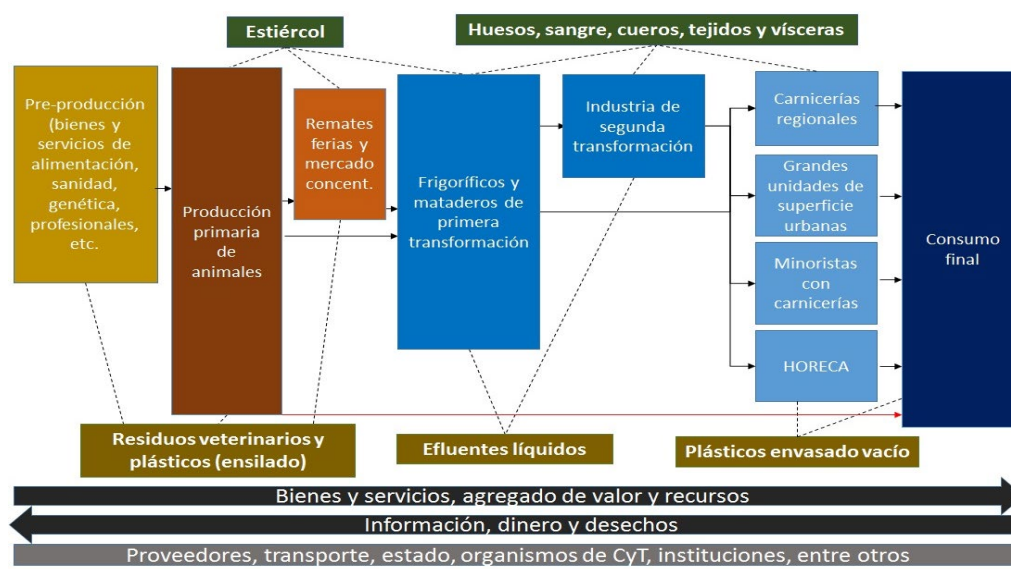 Estiércol
Huesos, sangre, cueros, tejidos y vísceras
Pre-producción
(bienes y
servicios de
alimentación,
sanidad,
genética,
profesionales,
etc.
Producción
primaria
de
animales
Remates
ferias y
mercado
concent.
Frigoríficos y
mataderos de
primera
transformación
Industria de
segunda
transformación
Carnicerías
regionales
Grandes
unidades de
superficie
urbanas
Minoristas
con
carnicerías
HORECA
Consumo
final
Residuos veterinarios y
plásticos (ensilado)
Efluentes líquidos
Plásticos envasado vacío
Bienes y servicios, agregado de valor y recursos
Información, dinero y desechos
Proveedores, transporte, estado, organismos de CyT, instituciones, entre otros